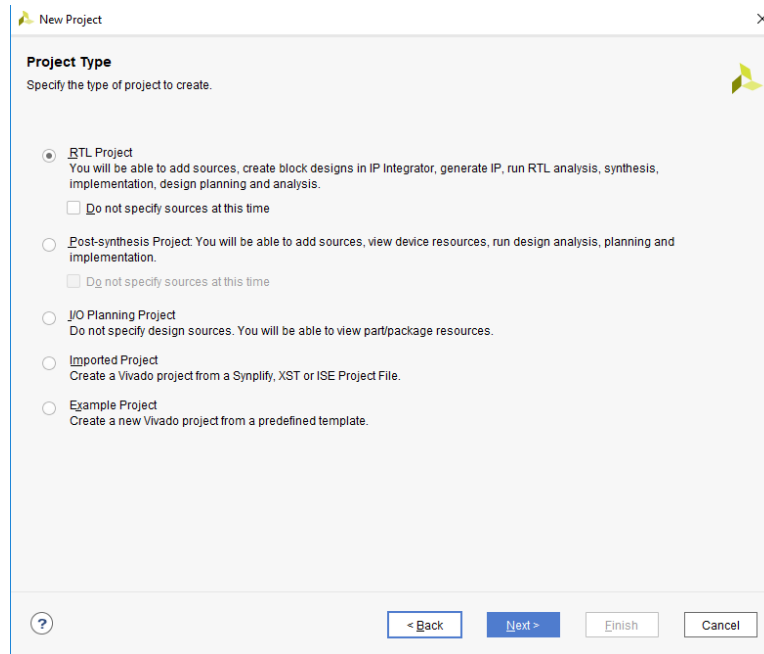 New Project
Project Type
Specify the type of project to create.
RTL Project
You will be able to add sources, create block designs in IP Integrator, generate IP, run RTL analysis, synthesis,
implementation, design planning and analysis.
Do not specify sources at this time
Post-synthesis Project: You will be able to add sources, view device resources, run design analysis, planning and
implementation.
Do not specify sources at this time
I/O Planning Project
Do not specify design sources. You will be able to view part/package resources.
Imported Project
Create a Vivado project from a Synplify, XST or ISE Project File.
Example Project
Create a new Vivado project from a predefined template.
? < Back Next > Finish Cancel